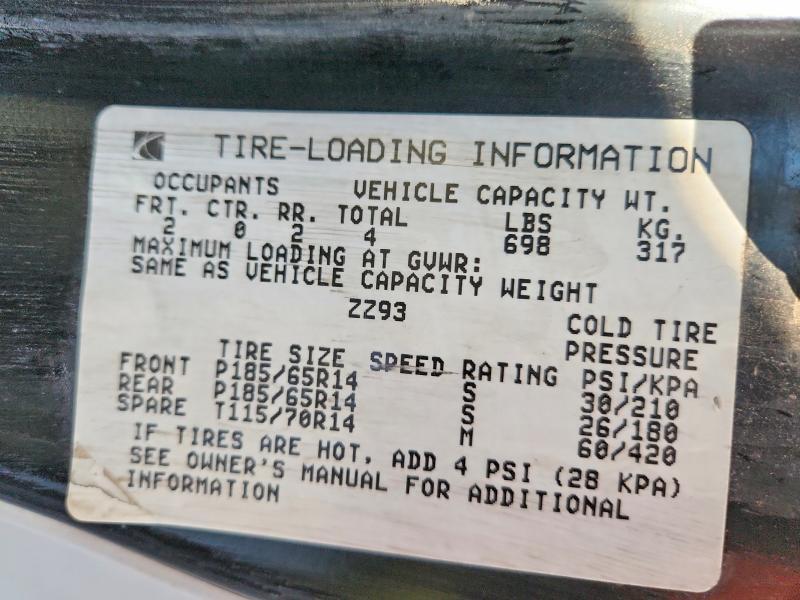 TIRE-LOADING INFORMATION
OCCUPANTS VEHICLE CAPACITY WT.
FRT. CTR. RR. TOTAL LBS KG.
2 0 2 4 698 317
MAXIMUM LOADING AT GVWR:
SAME AS VEHICLE CAPACITY WEIGHT
ZZ93
COLD TIRE
TIRE SIZE SPEED RATING PRESSURE
PSI/KPA
FRONT P185/65R14 S 30/210
REAR P185/65R14 S 26/180
SPARE T115/70R14 M 60/420
IF TIRES ARE HOT, ADD 4 PSI (28 KPA)
SEE OWNER'S MANUAL FOR ADDITIONAL
INFORMATION